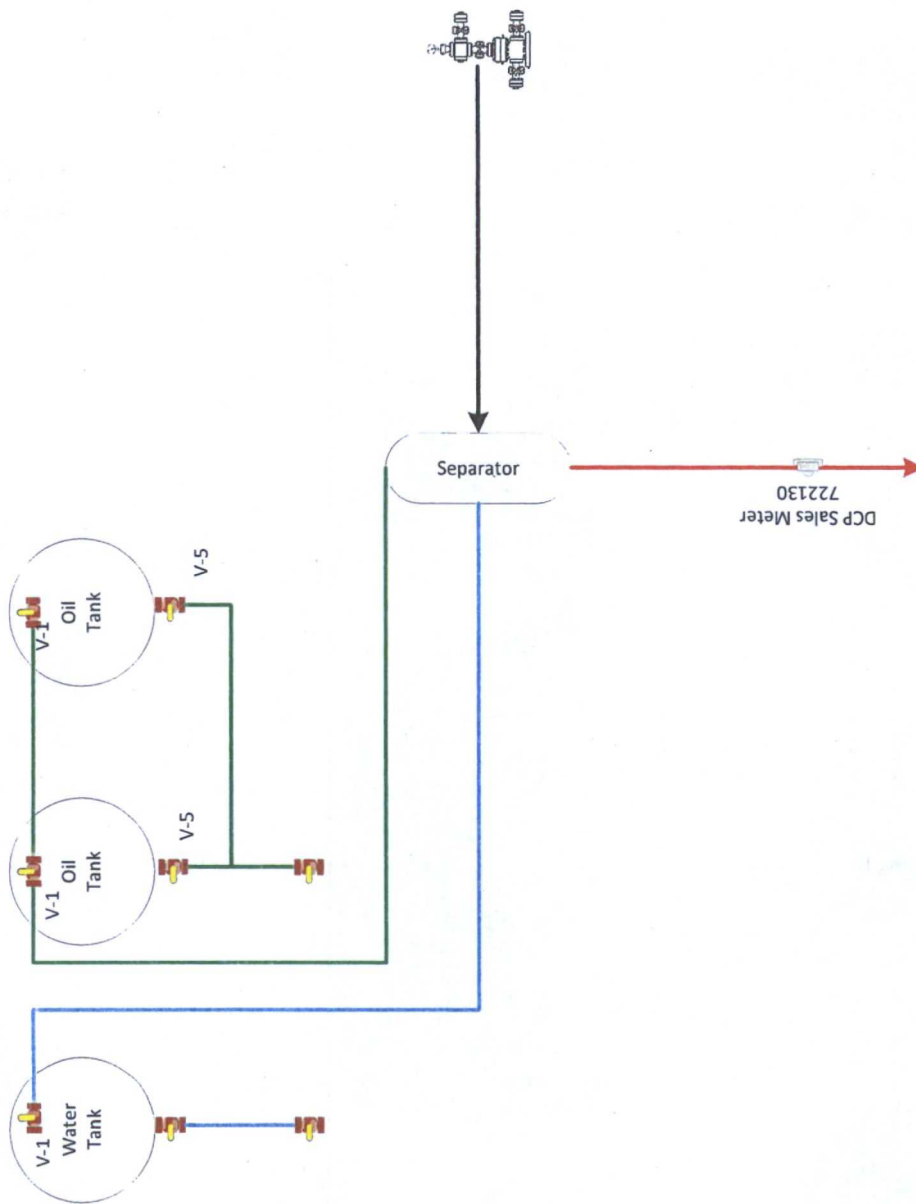 Separator
DCP Sales Meter
722130
V-5
Oil
Tank
V-1
V-5
Oil
Tank
V-1
V-1
Water
Tank